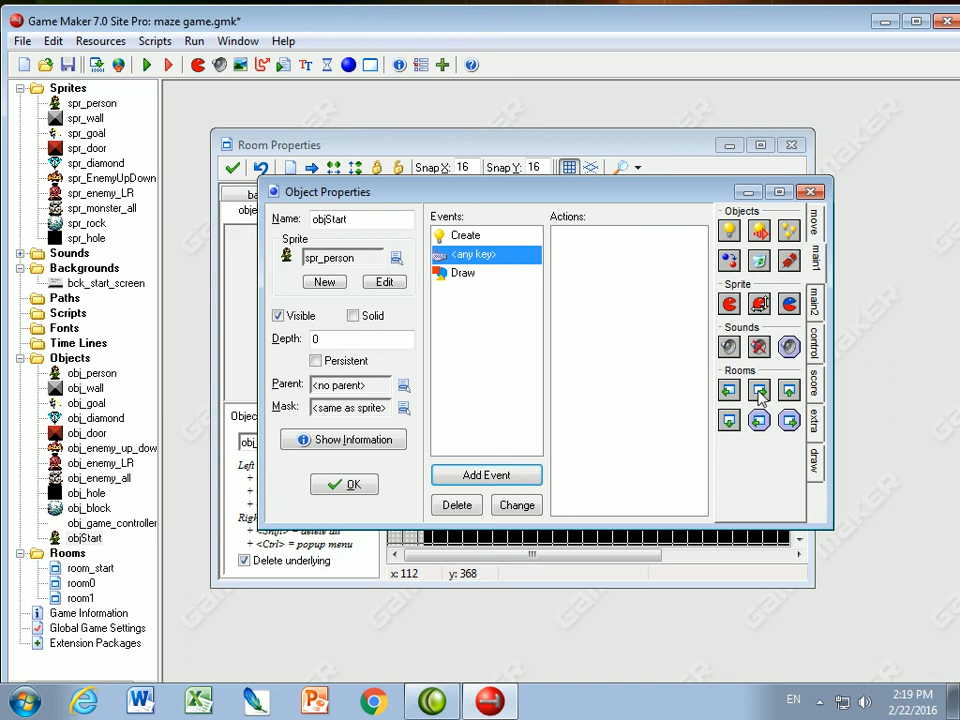 Game Maker 7.0 Site Pro: maze game.gmk*
File Edit Resources Scripts Run Window Help
Sprites
spr_person
spr_wall
spr_goal
spr_door
spr_diamond
spr_EnemyUpDown
spr_enemy_LR
spr_monster_all
spr_rock
spr_hole
Sounds
Backgrounds
bck_start_screen
Paths
Scripts
Fonts
Time Lines
Objects
obj_person
obj_wall
obj_goal
obj_diamond
obj_door
obj_enemy_up_dow
obj_enemy_LR
obj_enemy_all
obj_hole
obj_block
obj_game_controller
objStart
Rooms
room_start
room0
room1
Game Information
Global Game Settings
Extension Packages
Room Properties
Snap X: 16 Snap Y: 16
ba
obje
Objec
obj_
Left
+
+
+
Righ
+
+ <Shift> = delete all
+ <Ctrl> = popup menu
Delete underlying
x: 112 y: 368
Object Properties
Name: objStart
Sprite
spr_person
New Edit
Visible Solid
Depth: 0
Persistent
Parent: <no parent>
Mask: <same as sprite>
Show Information
OK
Events:
Create
<any key>
Draw
Add Event
Delete Change
Actions:
Objects
Sprite
Sounds
Rooms
move
main1
main2
control
score
extra
draw
EN
2:19 PM
2/22/2016
GAMEMAKER